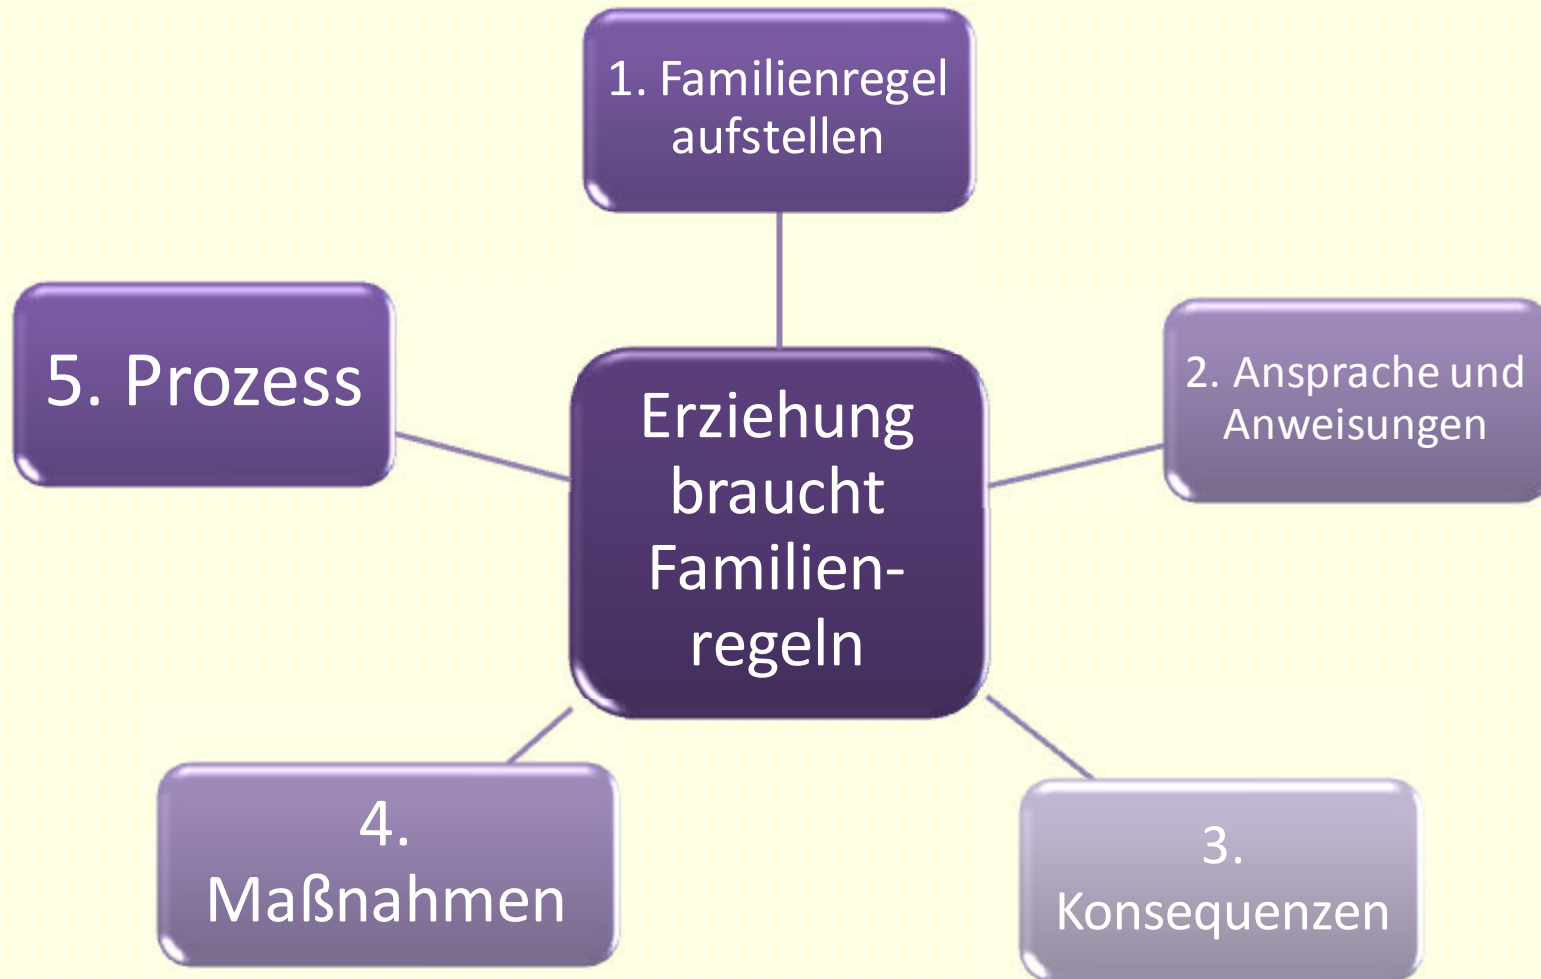 1. Familienregel
aufstellen
2. Ansprache und
Anweisungen
3.
Konsequenzen
4.
Maßnahmen
5. Prozess
Erziehung
braucht
Familien-
regeln